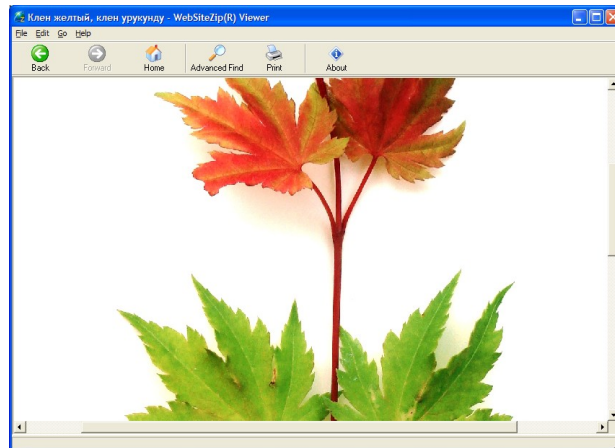 Клен желтый, клен урукунду - WebSiteZip(R) Viewer
File Edit Go Help
Back Forward Home Advanced Find Print About